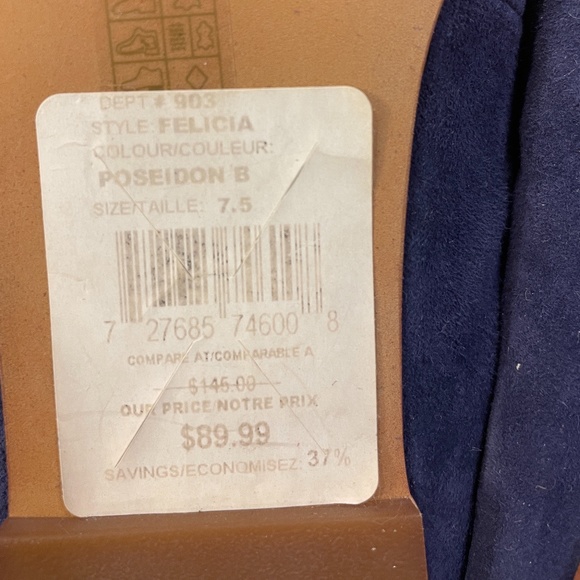 DEPT # 903
STYLE: FELICIA
COLOUR/COULEUR:
POSEIDON B
SIZE/TAILLE: 7.5
7 27685 74600 8
COMPARE AT/COMPARABLE A
$145.00
OUR PRICE/NOTRE PRIX
$89.99
SAVINGS/ECONOMISEZ: 37%